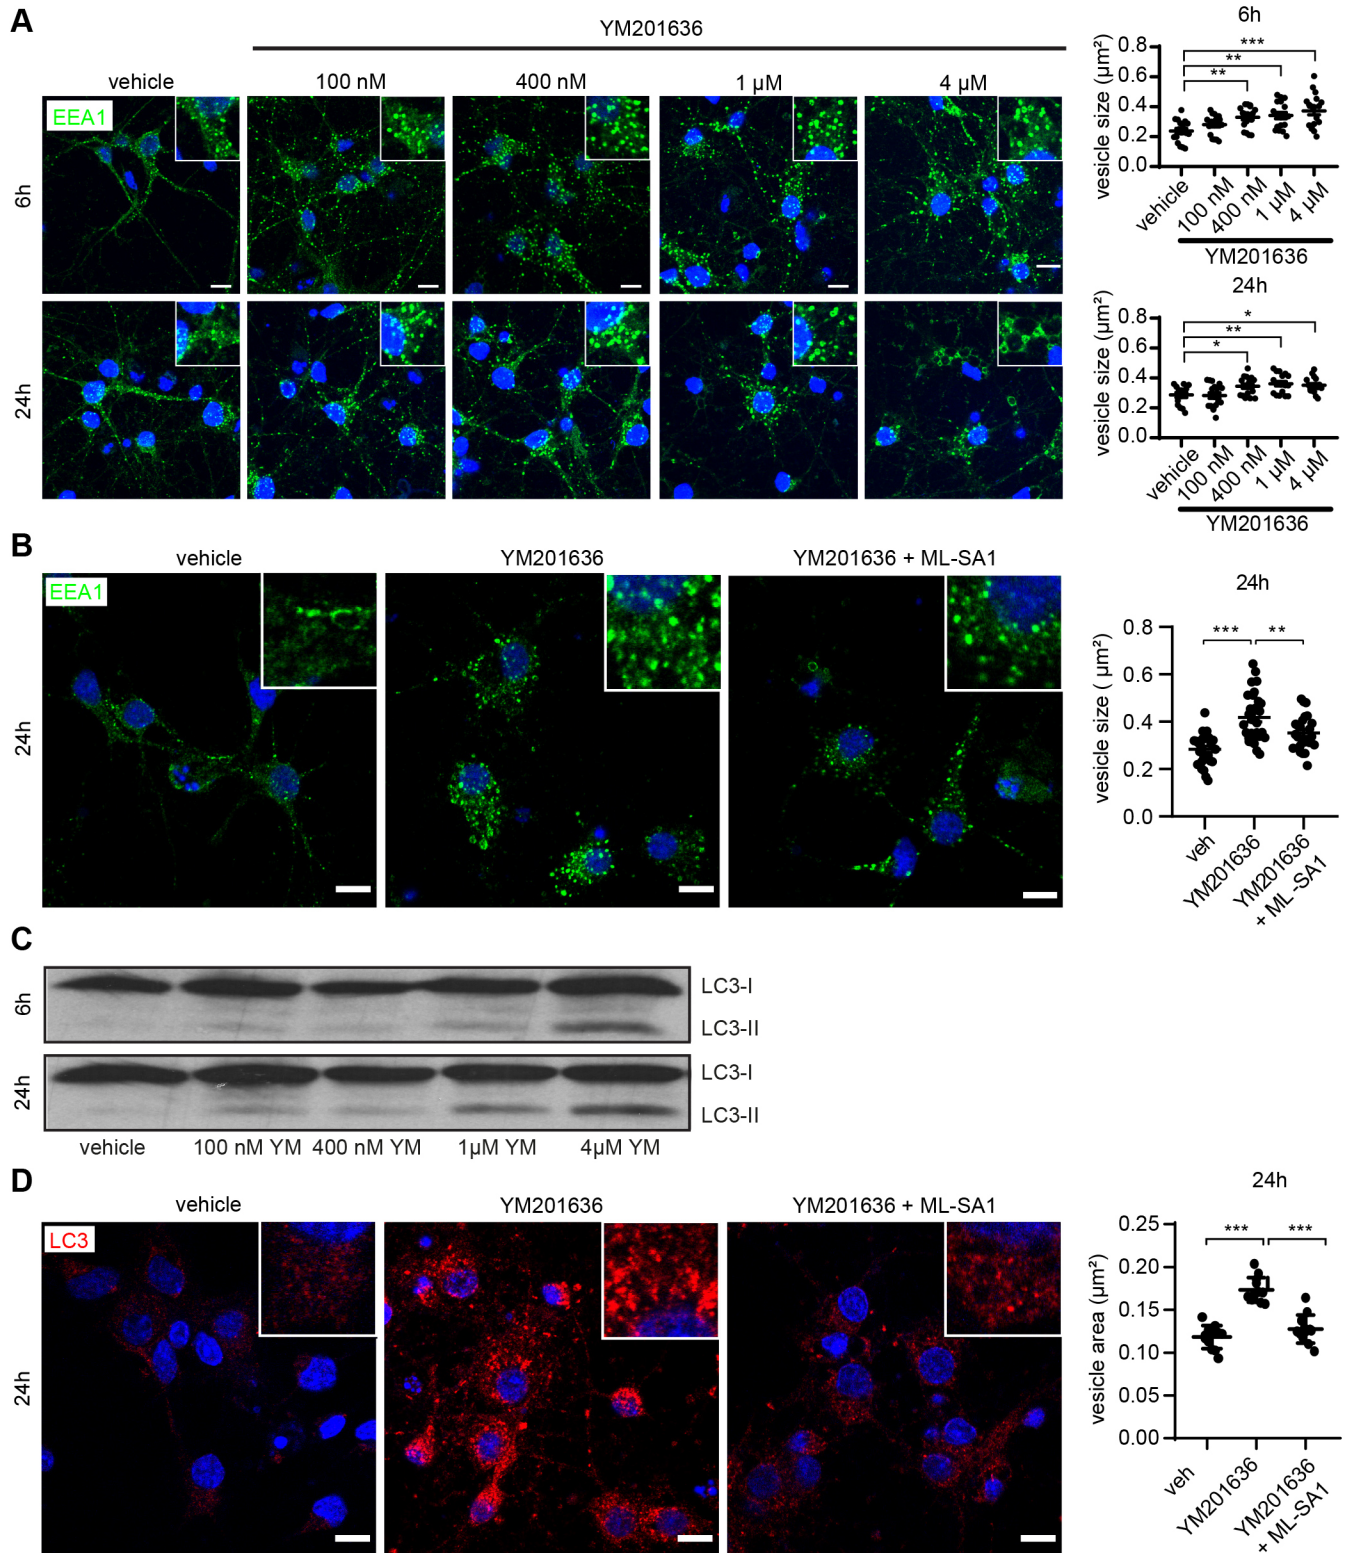 A
YM201636
vehicle 100 nM 400 nM 1 µM 4 µM
EEA1
6h
24h
6h
vesicle size (µm²)
0.8
0.6
0.4
0.2
0.0
***
**
**
vehicle 100 nM 400 nM 1 µM 4 µM
YM201636
24h
vesicle size (µm²)
0.8
0.6
0.4
0.2
0.0
*
**
*
vehicle 100 nM 400 nM 1 µM 4 µM
YM201636
B
vehicle YM201636 YM201636 + ML-SA1
EEA1
24h
24h
vesicle size ( µm²)
0.8
0.6
0.4
0.2
0.0
*** **
veh YM201636 YM201636
+ ML-SA1
C
6h
LC3-I
LC3-II
24h
LC3-I
LC3-II
vehicle 100 nM YM 400 nM YM 1µM YM 4µM YM
D
vehicle YM201636 YM201636 + ML-SA1
LC3
24h
24h
vesicle area (µm²)
0.25
0.20
0.15
0.10
0.05
0.00
*** ***
veh YM201636 YM201636
+ ML-SA1